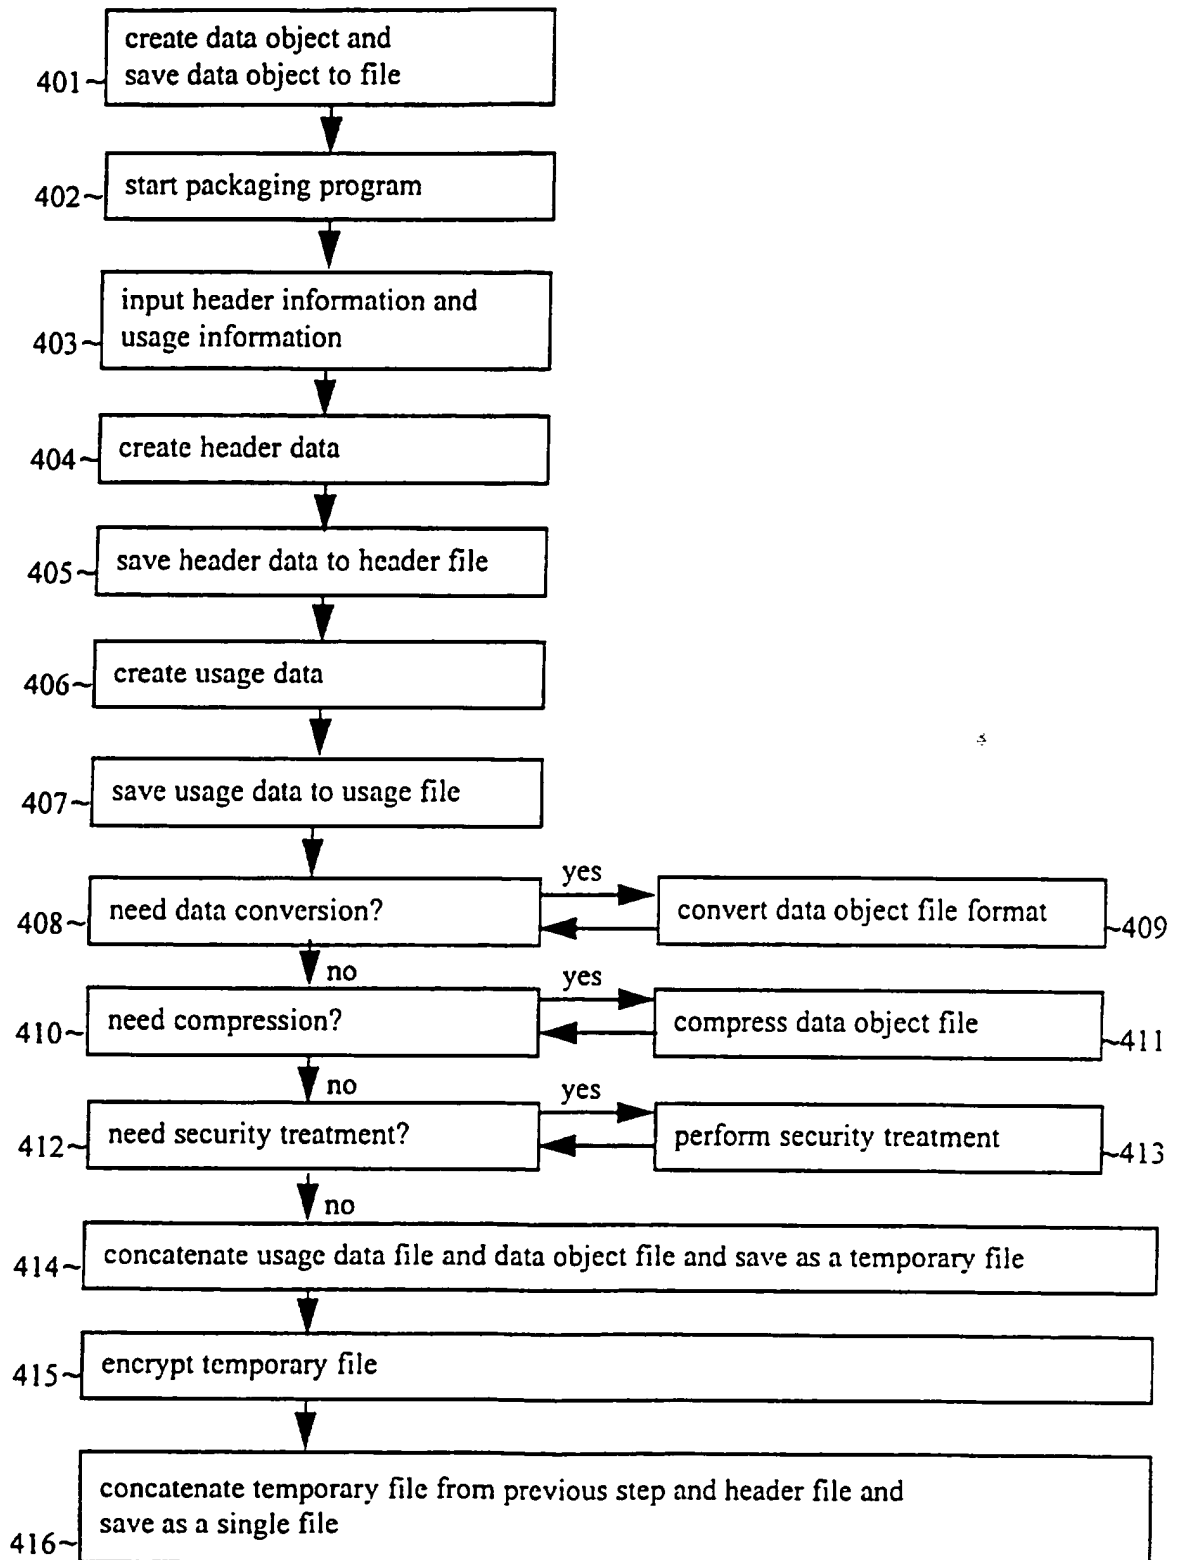 create data object and
save data object to file
401~
start packaging program
402~
input header information and
usage information
403~
create header data
404~
save header data to header file
405~
create usage data
406~
save usage data to usage file
407~
need data conversion?
408~
yes
convert data object file format
~409
no
need compression?
410~
yes
compress data object file
~411
no
need security treatment?
412~
yes
perform security treatment
~413
no
concatenate usage data file and data object file and save as a temporary file
414~
encrypt temporary file
415~
concatenate temporary file from previous step and header file and
save as a single file
416~